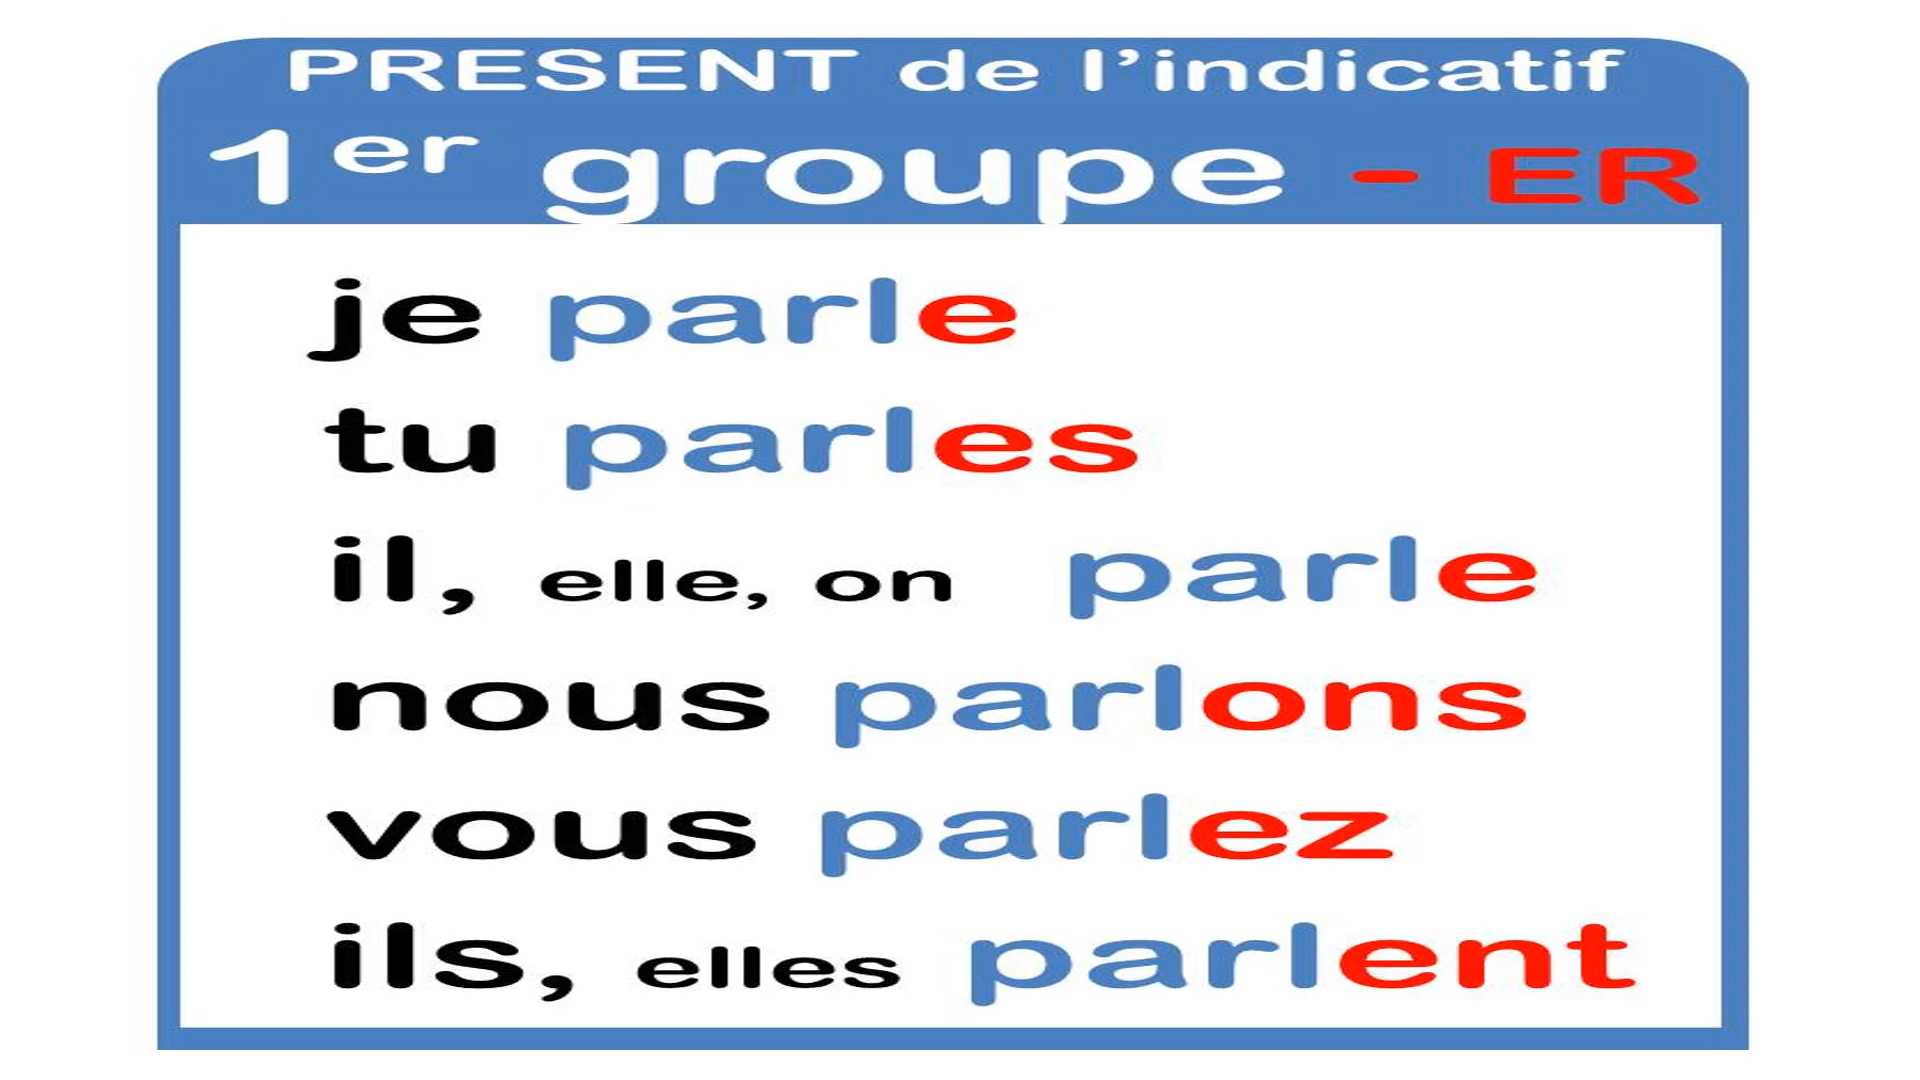 PRESENT de l’indicatif
1er groupe - ER
je parle
tu parles
il, elle, on parle
nous parlons
vous parlez
ils, elles parlent